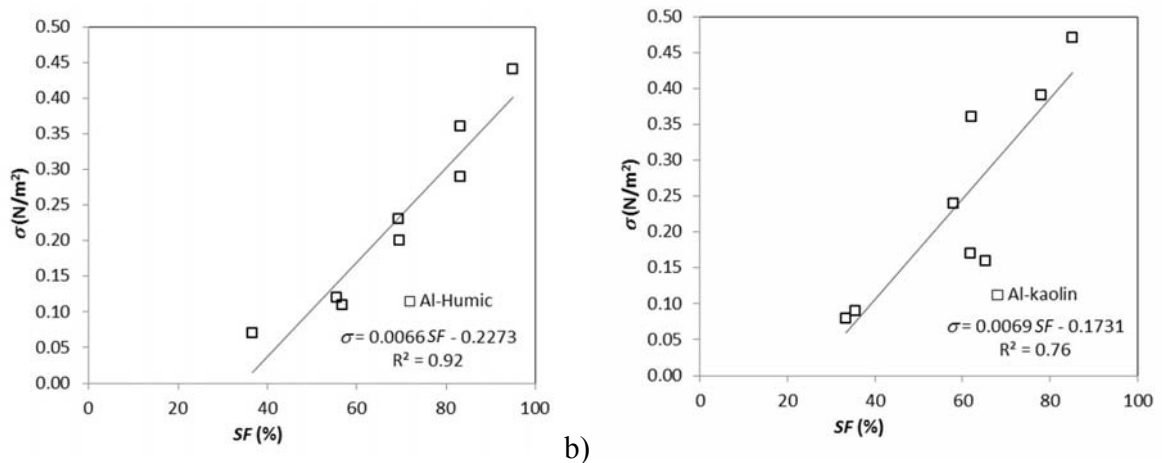 0.50
0.45
0.40
0.35
0.30
0.25
0.20
0.15
0.10
0.05
0.00
σ (N/m²)
Al-Humic
σ = 0.0066 SF - 0.2273
R² = 0.92
0 20 40 60 80 100
SF (%)
b)
0.50
0.45
0.40
0.35
0.30
0.25
0.20
0.15
0.10
0.05
0.00
σ (N/m²)
Al-kaolin
σ = 0.0069 SF - 0.1731
R² = 0.76
0 20 40 60 80 100
SF (%)